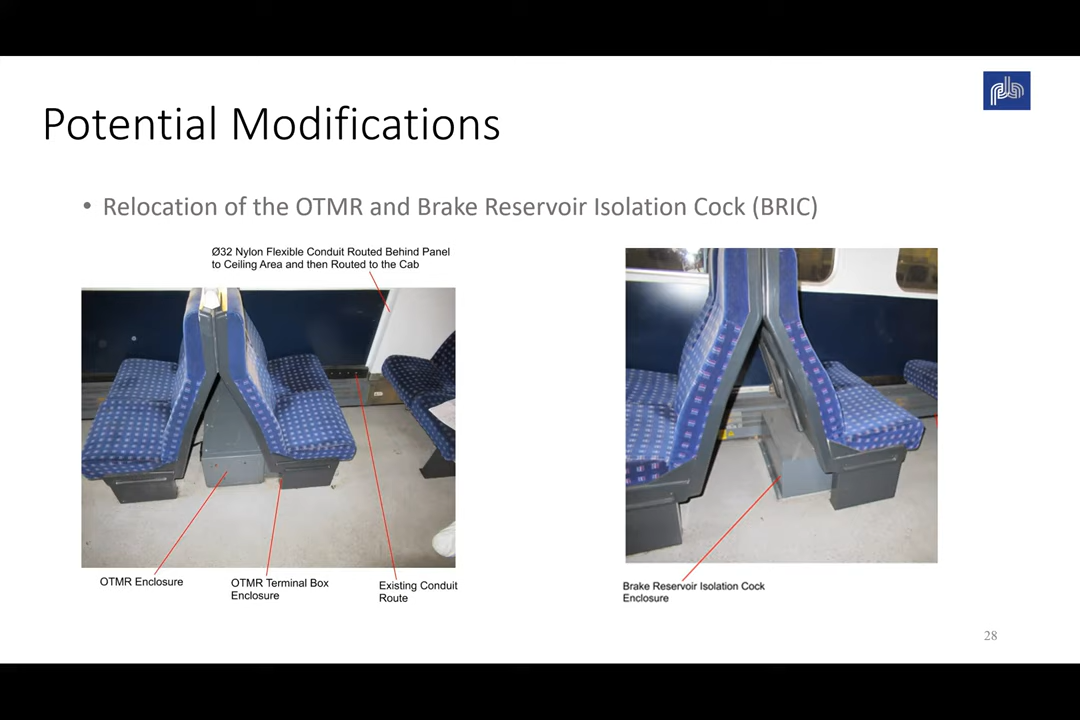 Potential Modifications
• Relocation of the OTMR and Brake Reservoir Isolation Cock (BRIC)
Ø32 Nylon Flexible Conduit Routed Behind Panel
to Ceiling Area and then Routed to the Cab
OTMR Enclosure
OTMR Terminal Box
Enclosure
Existing Conduit
Route
Brake Reservoir Isolation Cock
Enclosure
28